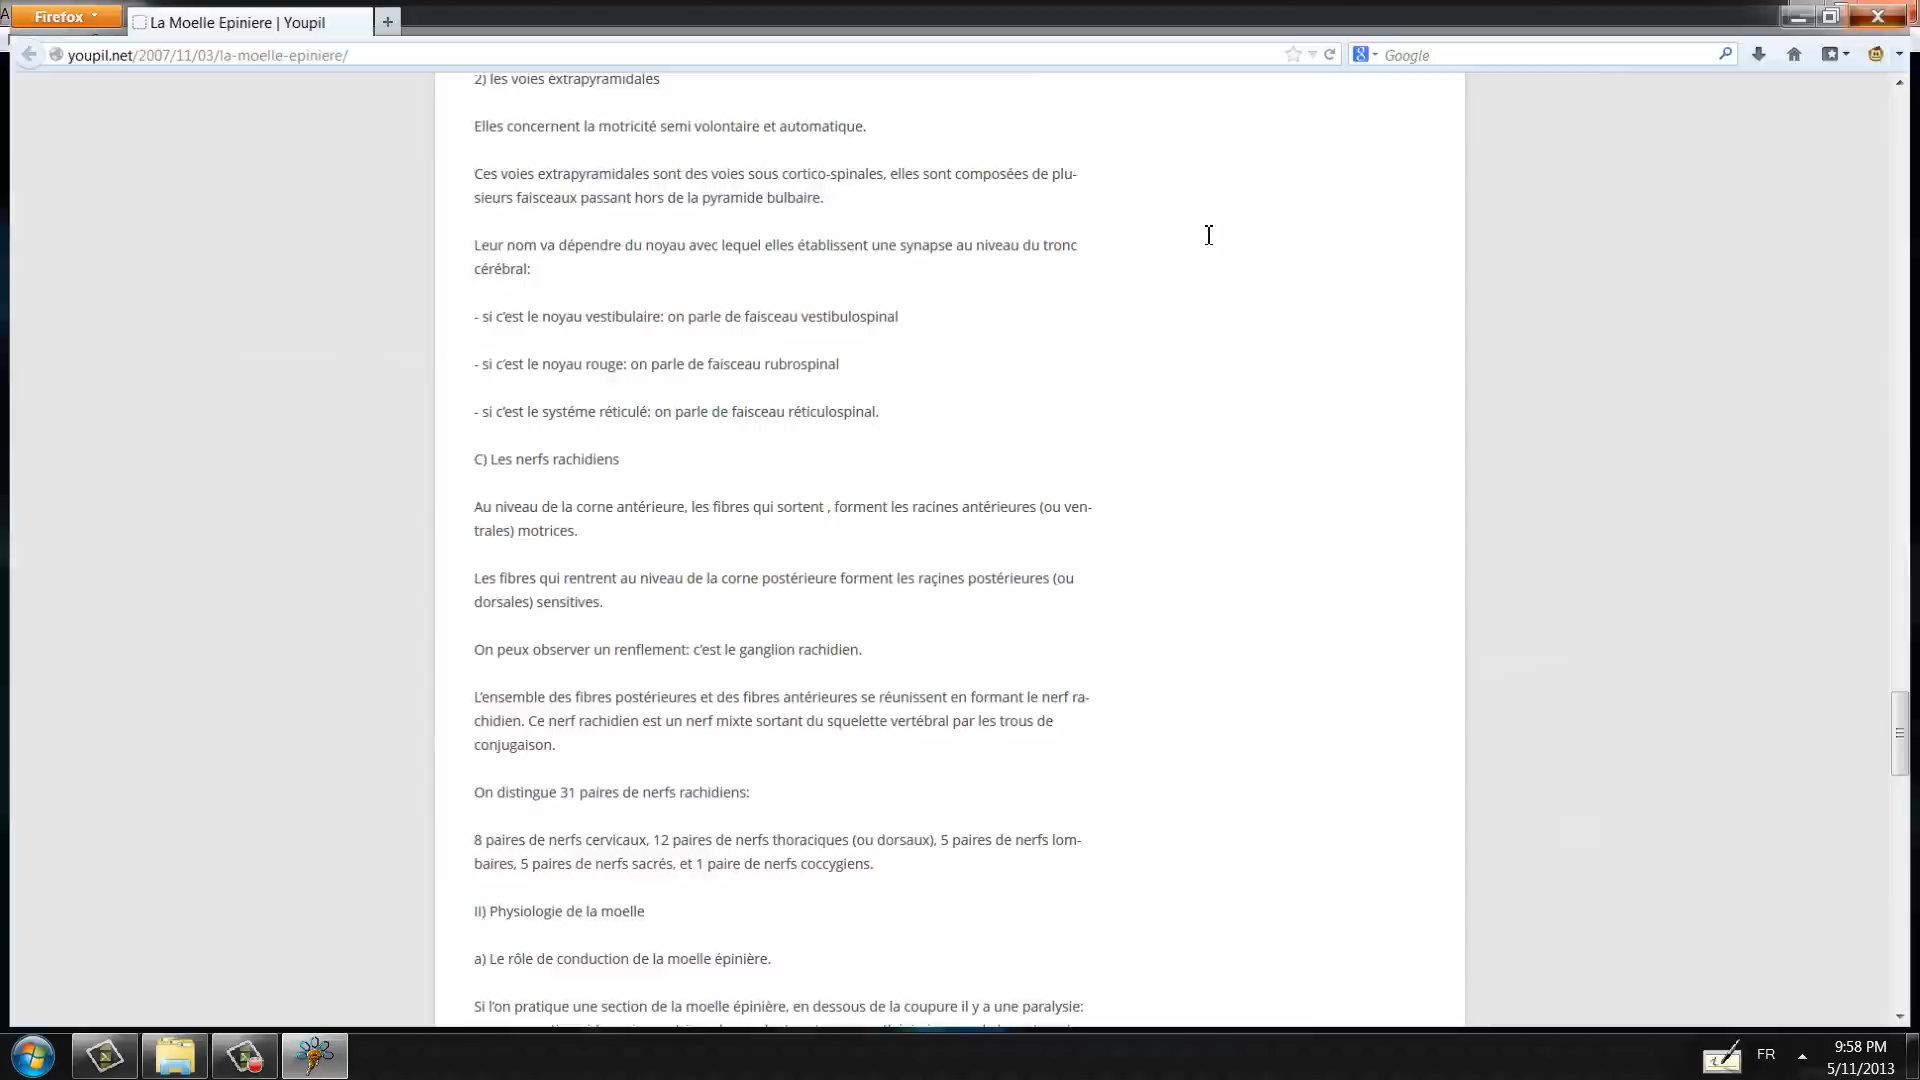 Firefox
La Moelle Epiniere | Youpil
youpil.net/2007/11/03/la-moelle-epiniere/
Google
2) les voies extrapyramidales
Elles concernent la motricité semi volontaire et automatique.
Ces voies extrapyramidales sont des voies sous cortico-spinales, elles sont composées de plu-
sieurs faisceaux passant hors de la pyramide bulbaire.
Leur nom va dépendre du noyau avec lequel elles établissent une synapse au niveau du tronc
cérébral:
- si c'est le noyau vestibulaire: on parle de faisceau vestibulospinal
- si c'est le noyau rouge: on parle de faisceau rubrospinal
- si c'est le systéme réticulé: on parle de faisceau réticulospinal.
C) Les nerfs rachidiens
Au niveau de la corne antérieure, les fibres qui sortent , forment les racines antérieures (ou ven-
trales) motrices.
Les fibres qui rentrent au niveau de la corne postérieure forment les raçines postérieures (ou
dorsales) sensitives.
On peux observer un renflement: c'est le ganglion rachidien.
L'ensemble des fibres postérieures et des fibres antérieures se réunissent en formant le nerf ra-
chidien. Ce nerf rachidien est un nerf mixte sortant du squelette vertébral par les trous de
conjugaison.
On distingue 31 paires de nerfs rachidiens:
8 paires de nerfs cervicaux, 12 paires de nerfs thoraciques (ou dorsaux), 5 paires de nerfs lom-
baires, 5 paires de nerfs sacrés, et 1 paire de nerfs coccygiens.
II) Physiologie de la moelle
a) Le rôle de conduction de la moelle épinière.
Si l'on pratique une section de la moelle épinière, en dessous de la coupure il y a une paralysie:
FR
9:58 PM
5/11/2013